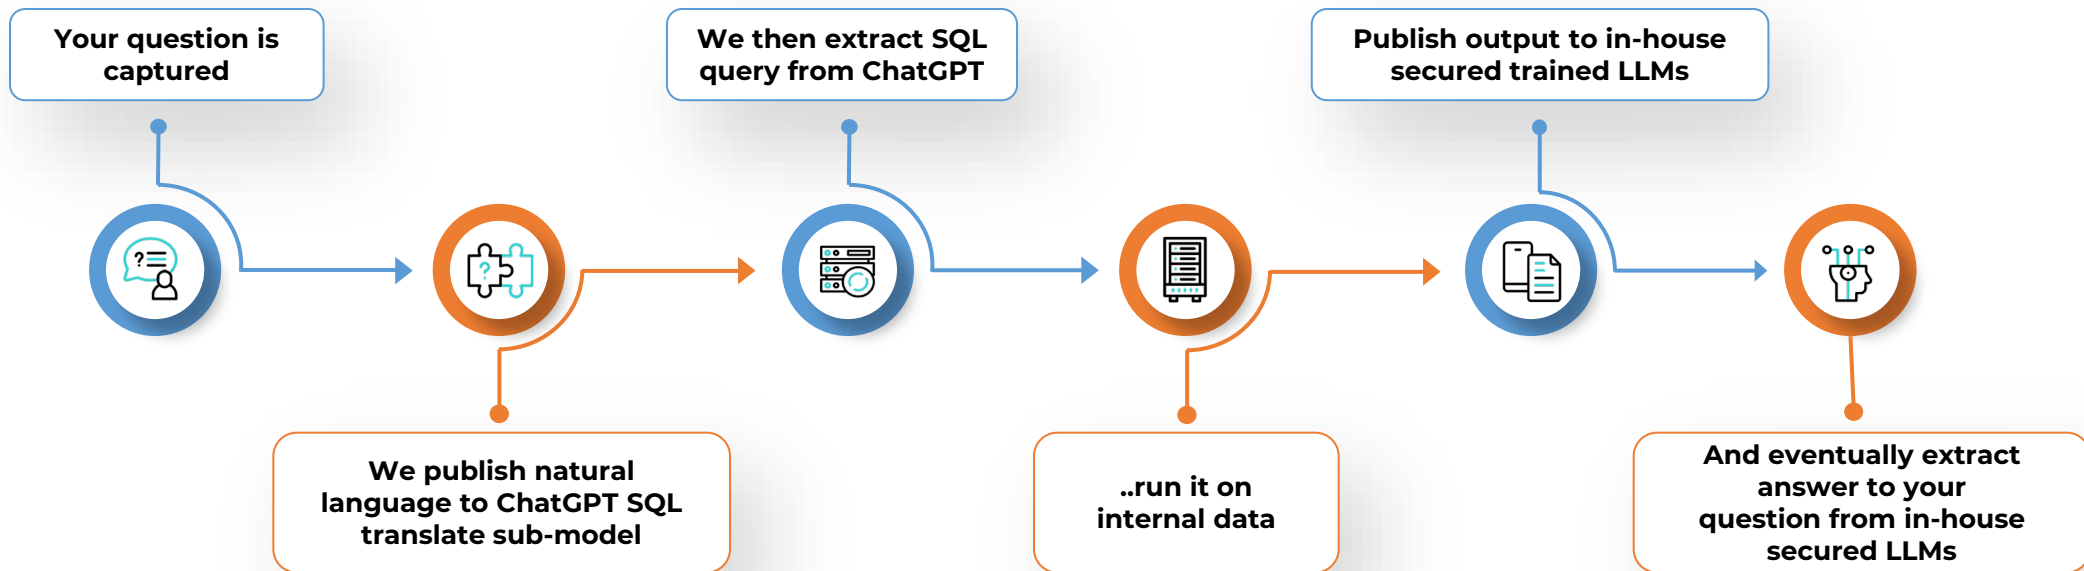 Your question is
captured
We publish natural
language to ChatGPT SQL
translate sub-model
We then extract SQL
query from ChatGPT
..run it on
internal data
Publish output to in-house
secured trained LLMs
And eventually extract
answer to your
question from in-house
secured LLMs